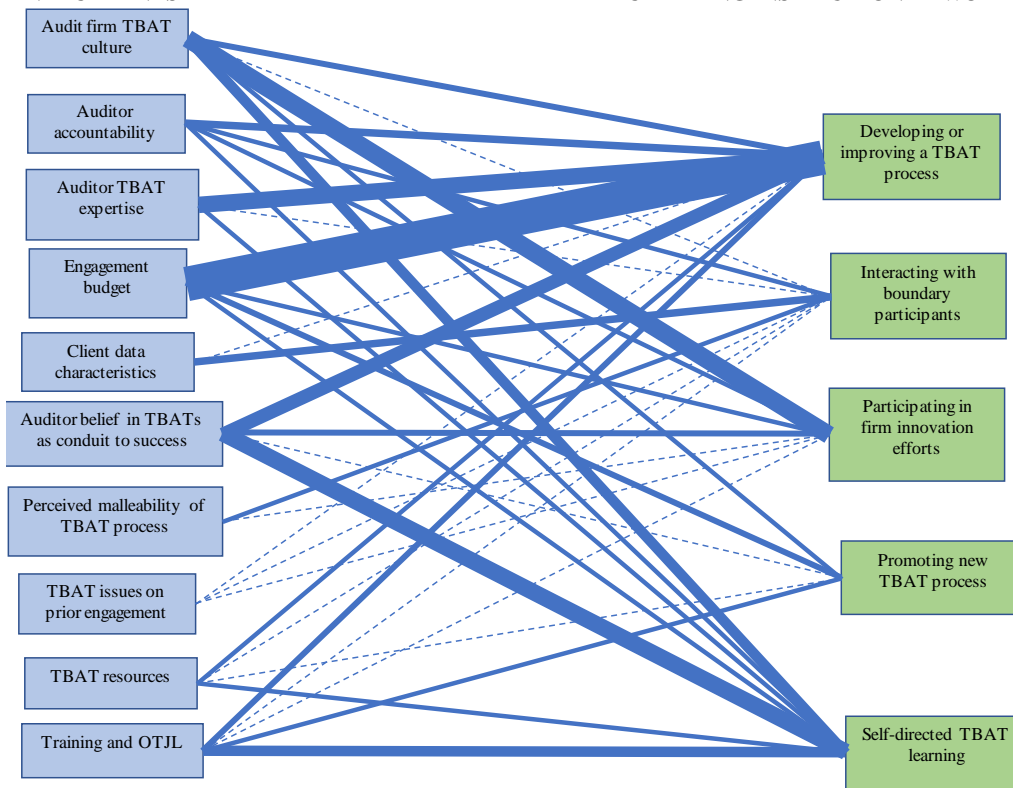 Audit firm TBAT
culture
Auditor
accountability
Auditor TBAT
expertise
Engagement
budget
Client data
characteristics
Auditor belief in TBATs
as conduit to success
Perceived malleability of
TBAT process
TBAT issues on
prior engagement
TBAT resources
Training and OTJL
Developing or
improving a TBAT
process
Interacting with
boundary
participants
Participating in
firm innovation
efforts
Promoting new
TBAT process
Self-directed TBAT
learning